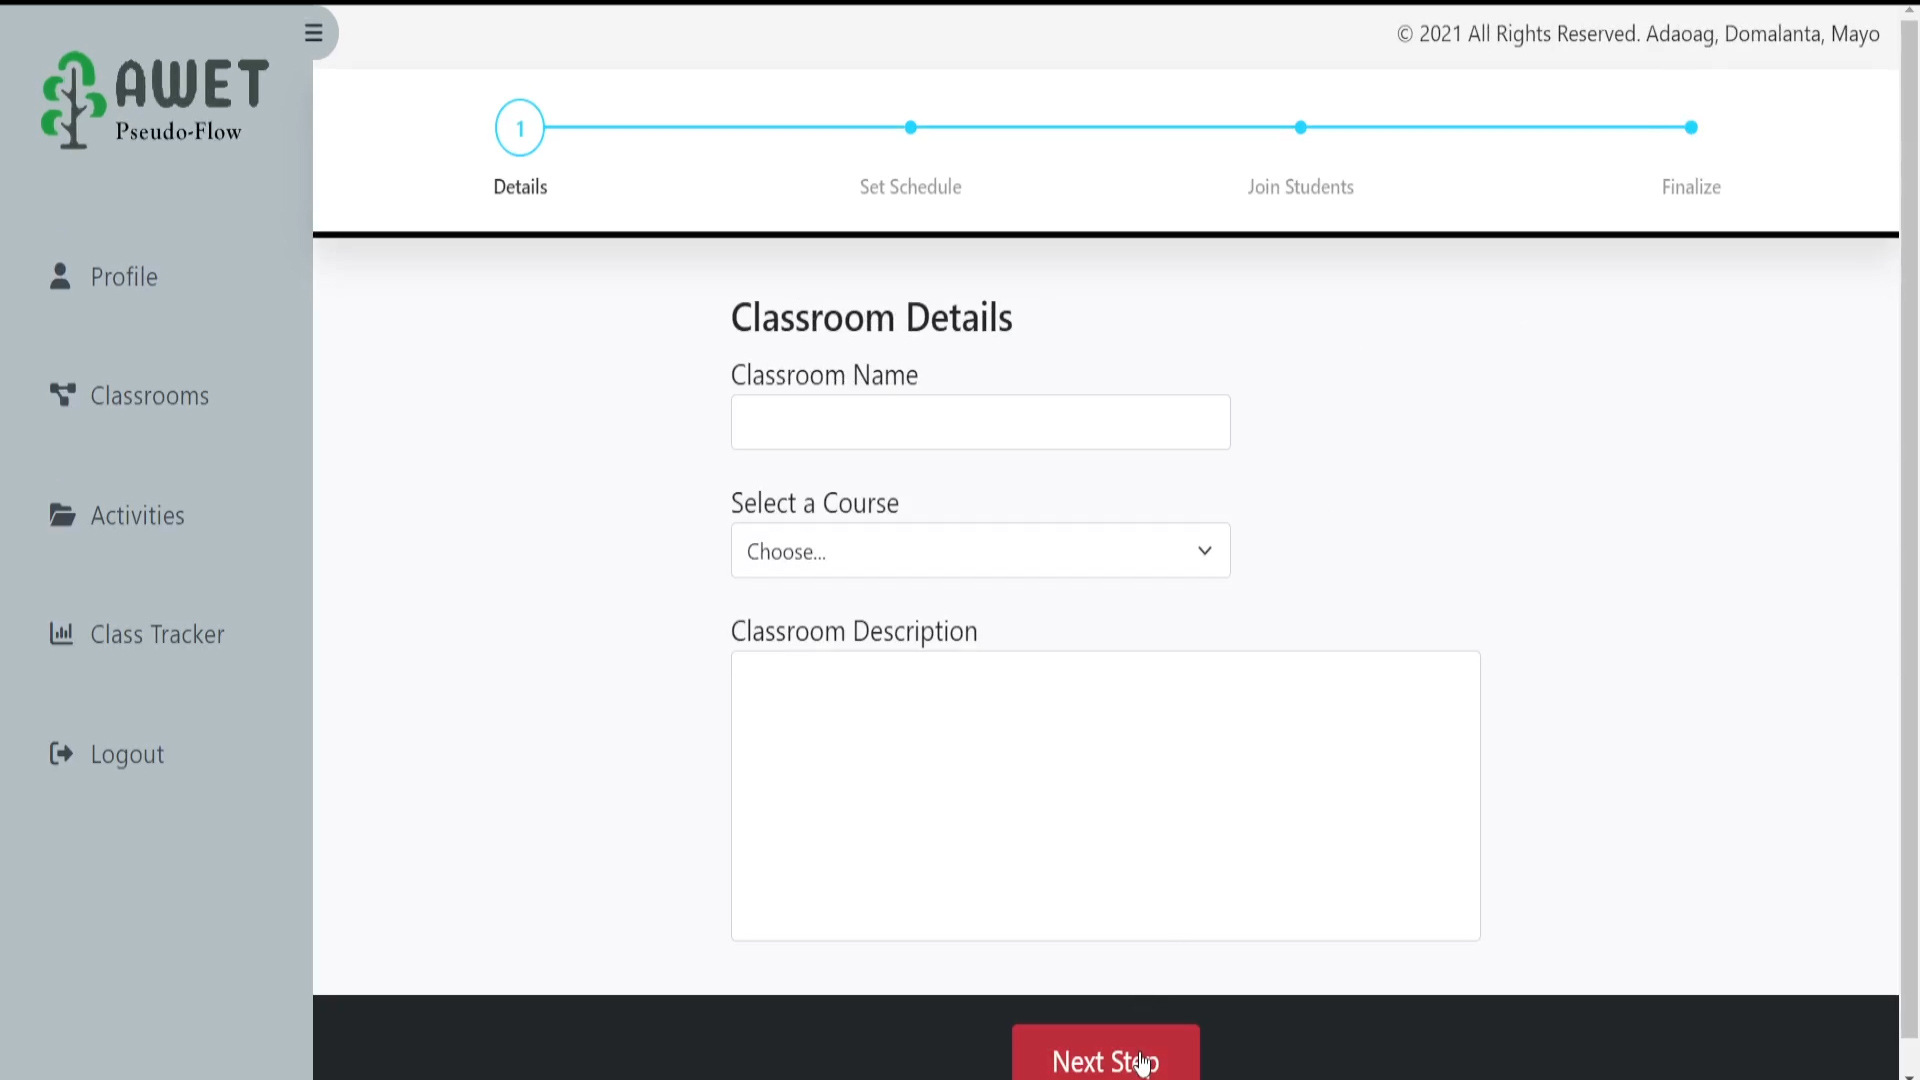 © 2021 All Rights Reserved. Adaoag, Domalanta, Mayo
AWET
Pseudo-Flow
Profile
Classrooms
Activities
Class Tracker
Logout
1
Details
Set Schedule
Join Students
Finalize
Classroom Details
Classroom Name
Select a Course
Choose...
Classroom Description
Next Step